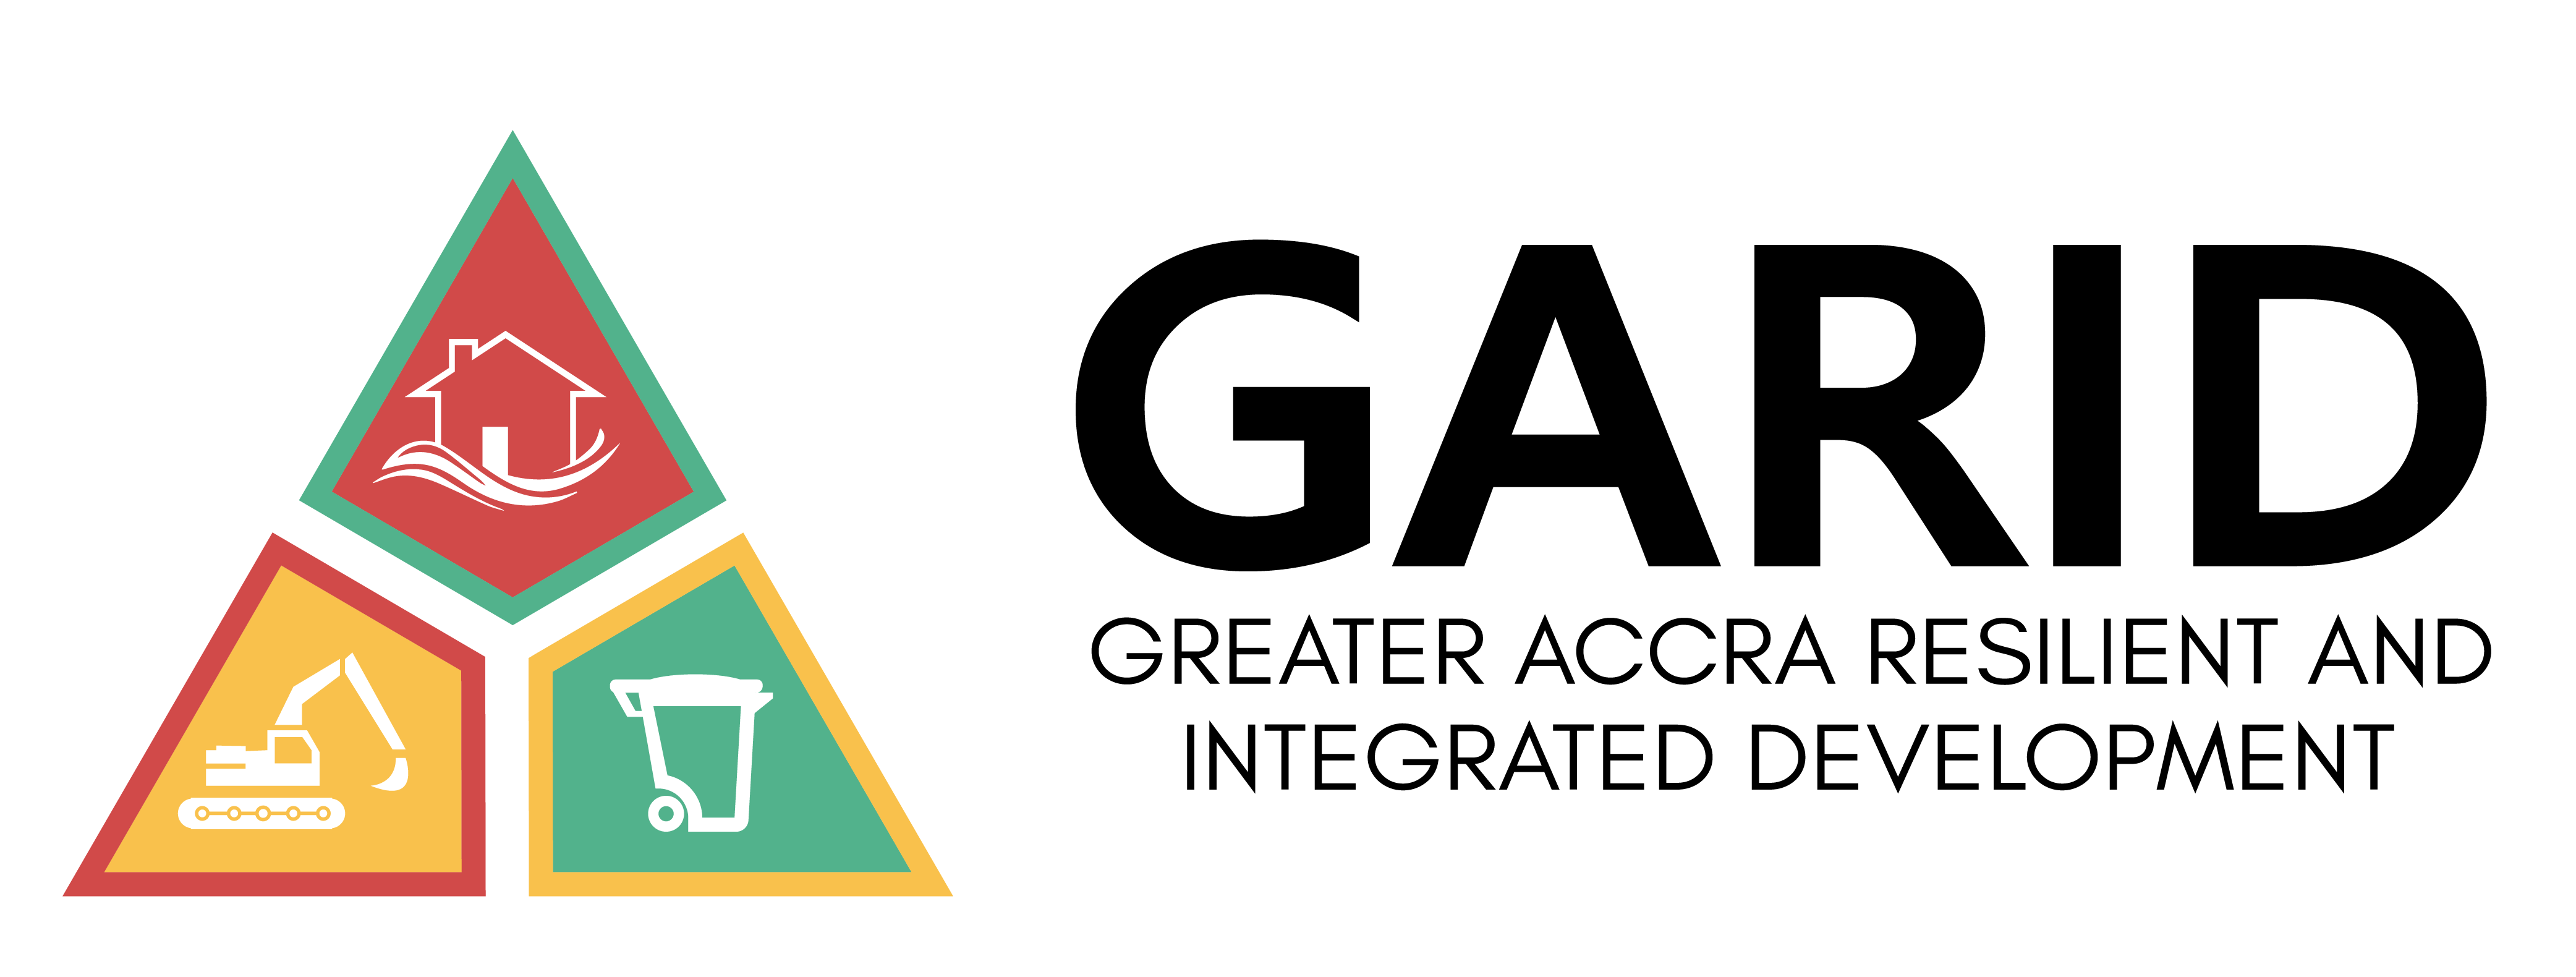 GARID
GREATER ACCRA RESILIENT AND
INTEGRATED DEVELOPMENT